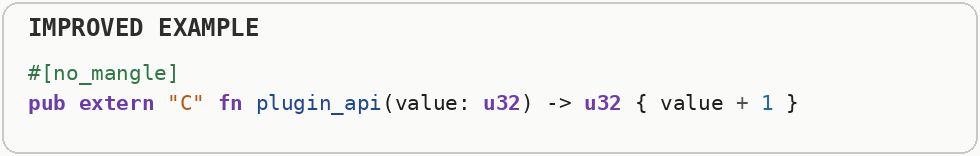 IMPROVED EXAMPLE
#[no_mangle]
pub extern "C" fn plugin_api(value: u32) -> u32 { value + 1 }